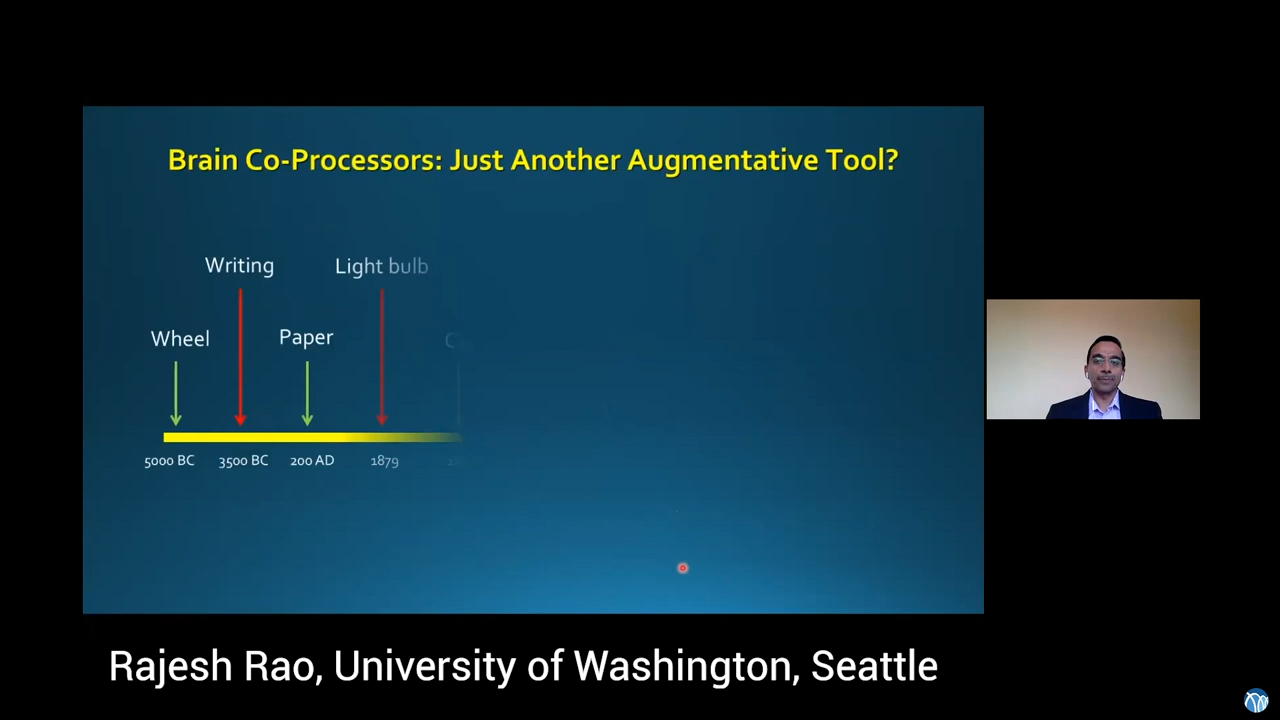 Brain Co-Processors: Just Another Augmentative Tool?
Writing
Light bulb
Wheel
Paper
5000 BC
3500 BC
200 AD
1879
Rajesh Rao, University of Washington, Seattle